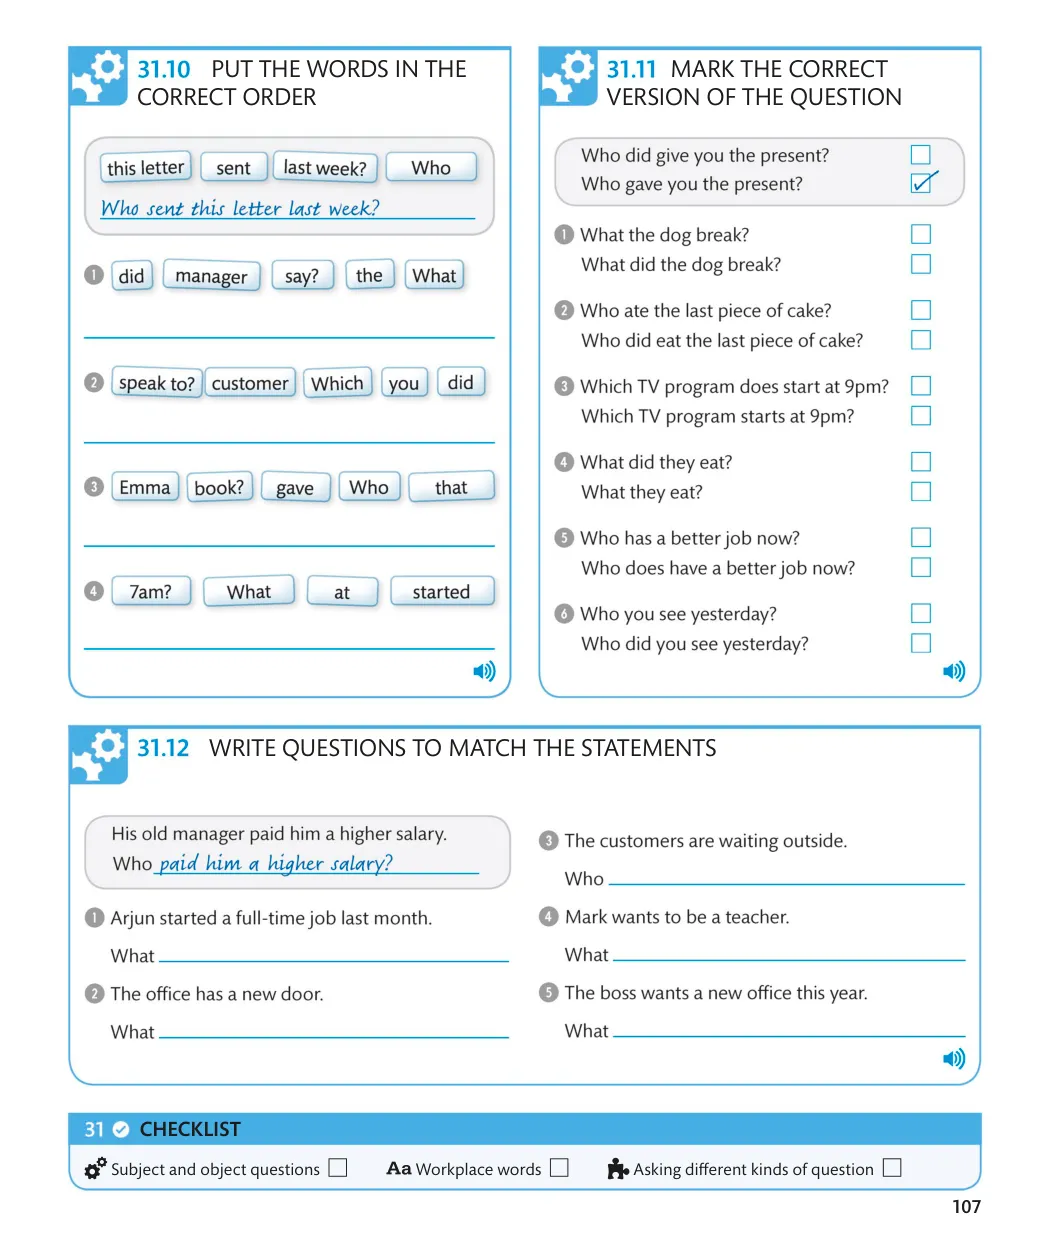 31.10 PUT THE WORDS IN THE
CORRECT ORDER
this letter sent last week? Who
Who sent this letter last week?
1 did manager say? the What
2 speak to? customer Which you did
3 Emma book? gave Who that
4 7am? What at started
31.11 MARK THE CORRECT
VERSION OF THE QUESTION
Who did give you the present?
Who gave you the present?
1 What the dog break?
What did the dog break?
2 Who ate the last piece of cake?
Who did eat the last piece of cake?
3 Which TV program does start at 9pm?
Which TV program starts at 9pm?
4 What did they eat?
What they eat?
5 Who has a better job now?
Who does have a better job now?
6 Who you see yesterday?
Who did you see yesterday?
31.12 WRITE QUESTIONS TO MATCH THE STATEMENTS
His old manager paid him a higher salary.
Who paid him a higher salary?
1 Arjun started a full-time job last month.
What
2 The office has a new door.
What
3 The customers are waiting outside.
Who
4 Mark wants to be a teacher.
What
5 The boss wants a new office this year.
What
31 CHECKLIST
Subject and object questions Aa Workplace words Asking different kinds of question
107